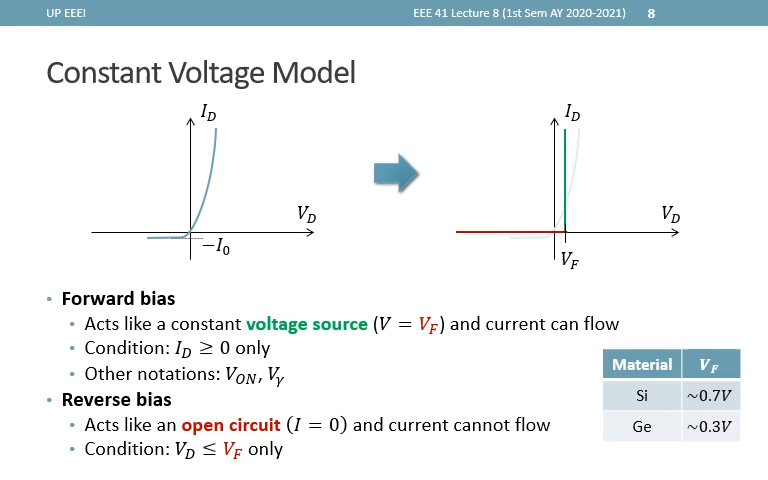 UP EEEI
EEE 41 Lecture 8 (1st Sem AY 2020-2021) 8
Constant Voltage Model
I_D
I_D
V_D
V_D
−I₀
V_F
• Forward bias
• Acts like a constant voltage source (V = V_F) and current can flow
• Condition: I_D ≥ 0 only
• Other notations: V_ON, V_γ
• Reverse bias
• Acts like an open circuit (I = 0) and current cannot flow
• Condition: V_D ≤ V_F only
Material V_F
Si ~0.7V
Ge ~0.3V